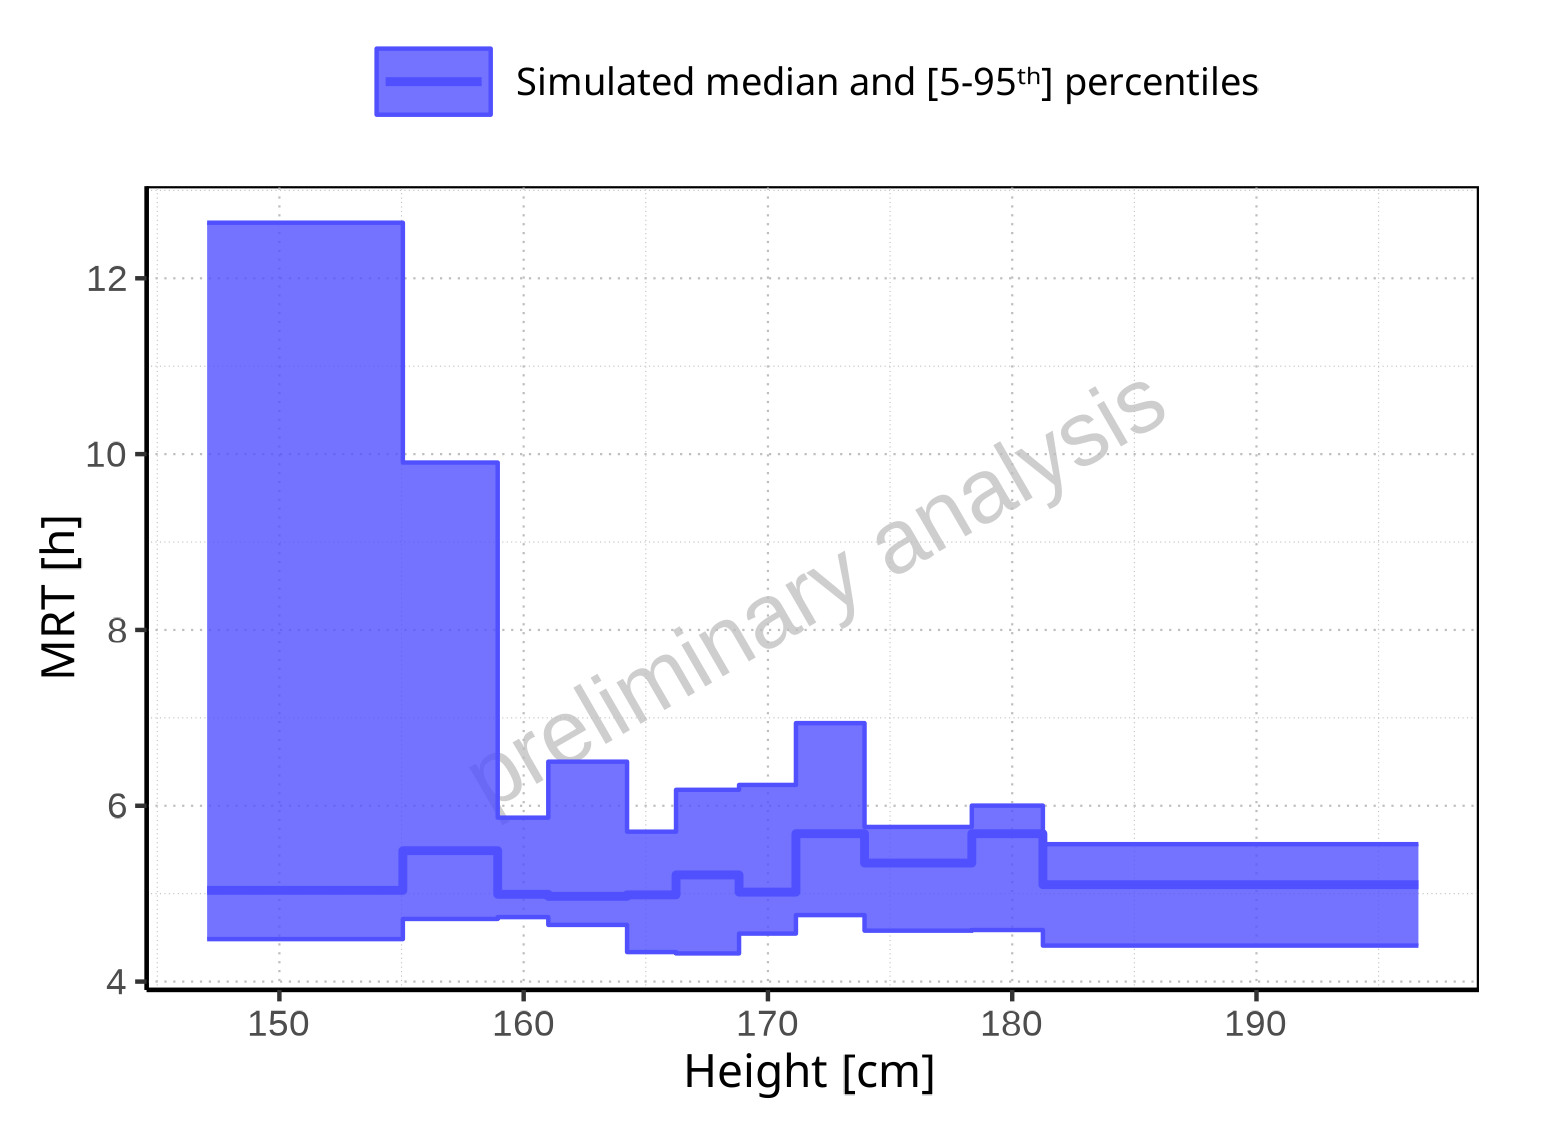 Simulated median and [5-95ᵗʰ] percentiles
12
10
8
6
4
MRT [h]
preliminary analysis
150 160 170 180 190
Height [cm]